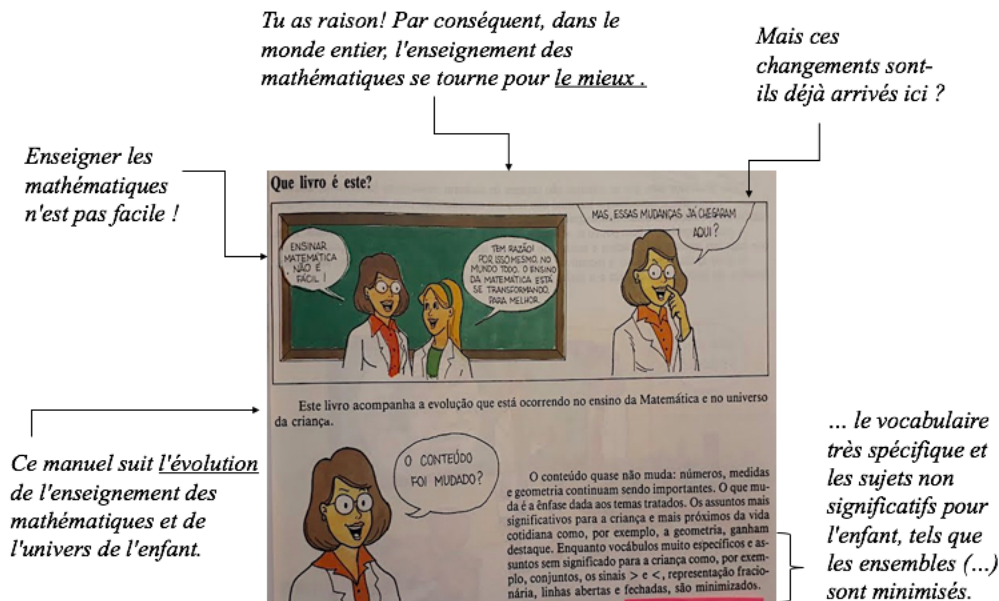 Tu as raison! Par conséquent, dans le
monde entier, l'enseignement des
mathématiques se tourne pour le mieux .
Mais ces
changements sont-
ils déjà arrivés ici ?
Enseigner les
mathématiques
n'est pas facile !
Que livro é este?
ENSINAR
MATEMÁTICA
NÃO É
FÁCIL !
TEM RAZÃO!
POR ISSO MESMO, NO
MUNDO TODO, O ENSINO
DA MATEMÁTICA ESTÁ
SE TRANSFORMANDO,
PARA MELHOR.
MAS, ESSAS MUDANÇAS JÁ CHEGARAM
AQUI ?
Este livro acompanha a evolução que está ocorrendo no ensino da Matemática e no universo
da criança.
Ce manuel suit l'évolution
de l'enseignement des
mathématiques et de
l'univers de l'enfant.
O CONTEÚDO
FOI MUDADO?
O conteúdo quase não muda: números, medidas
e geometria continuam sendo importantes. O que mu-
da é a ênfase dada aos temas tratados. Os assuntos mais
significativos para a criança e mais próximos da vida
cotidiana como, por exemplo, a geometria, ganham
destaque. Enquanto vocábulos muito específicos e as-
suntos sem significado para a criança como, por exem-
plo, conjuntos, os sinais > e <, representação fracio-
nária, linhas abertas e fechadas, são minimizados.
... le vocabulaire
très spécifique et
les sujets non
significatifs pour
l'enfant, tels que
les ensembles (...)
sont minimisés.